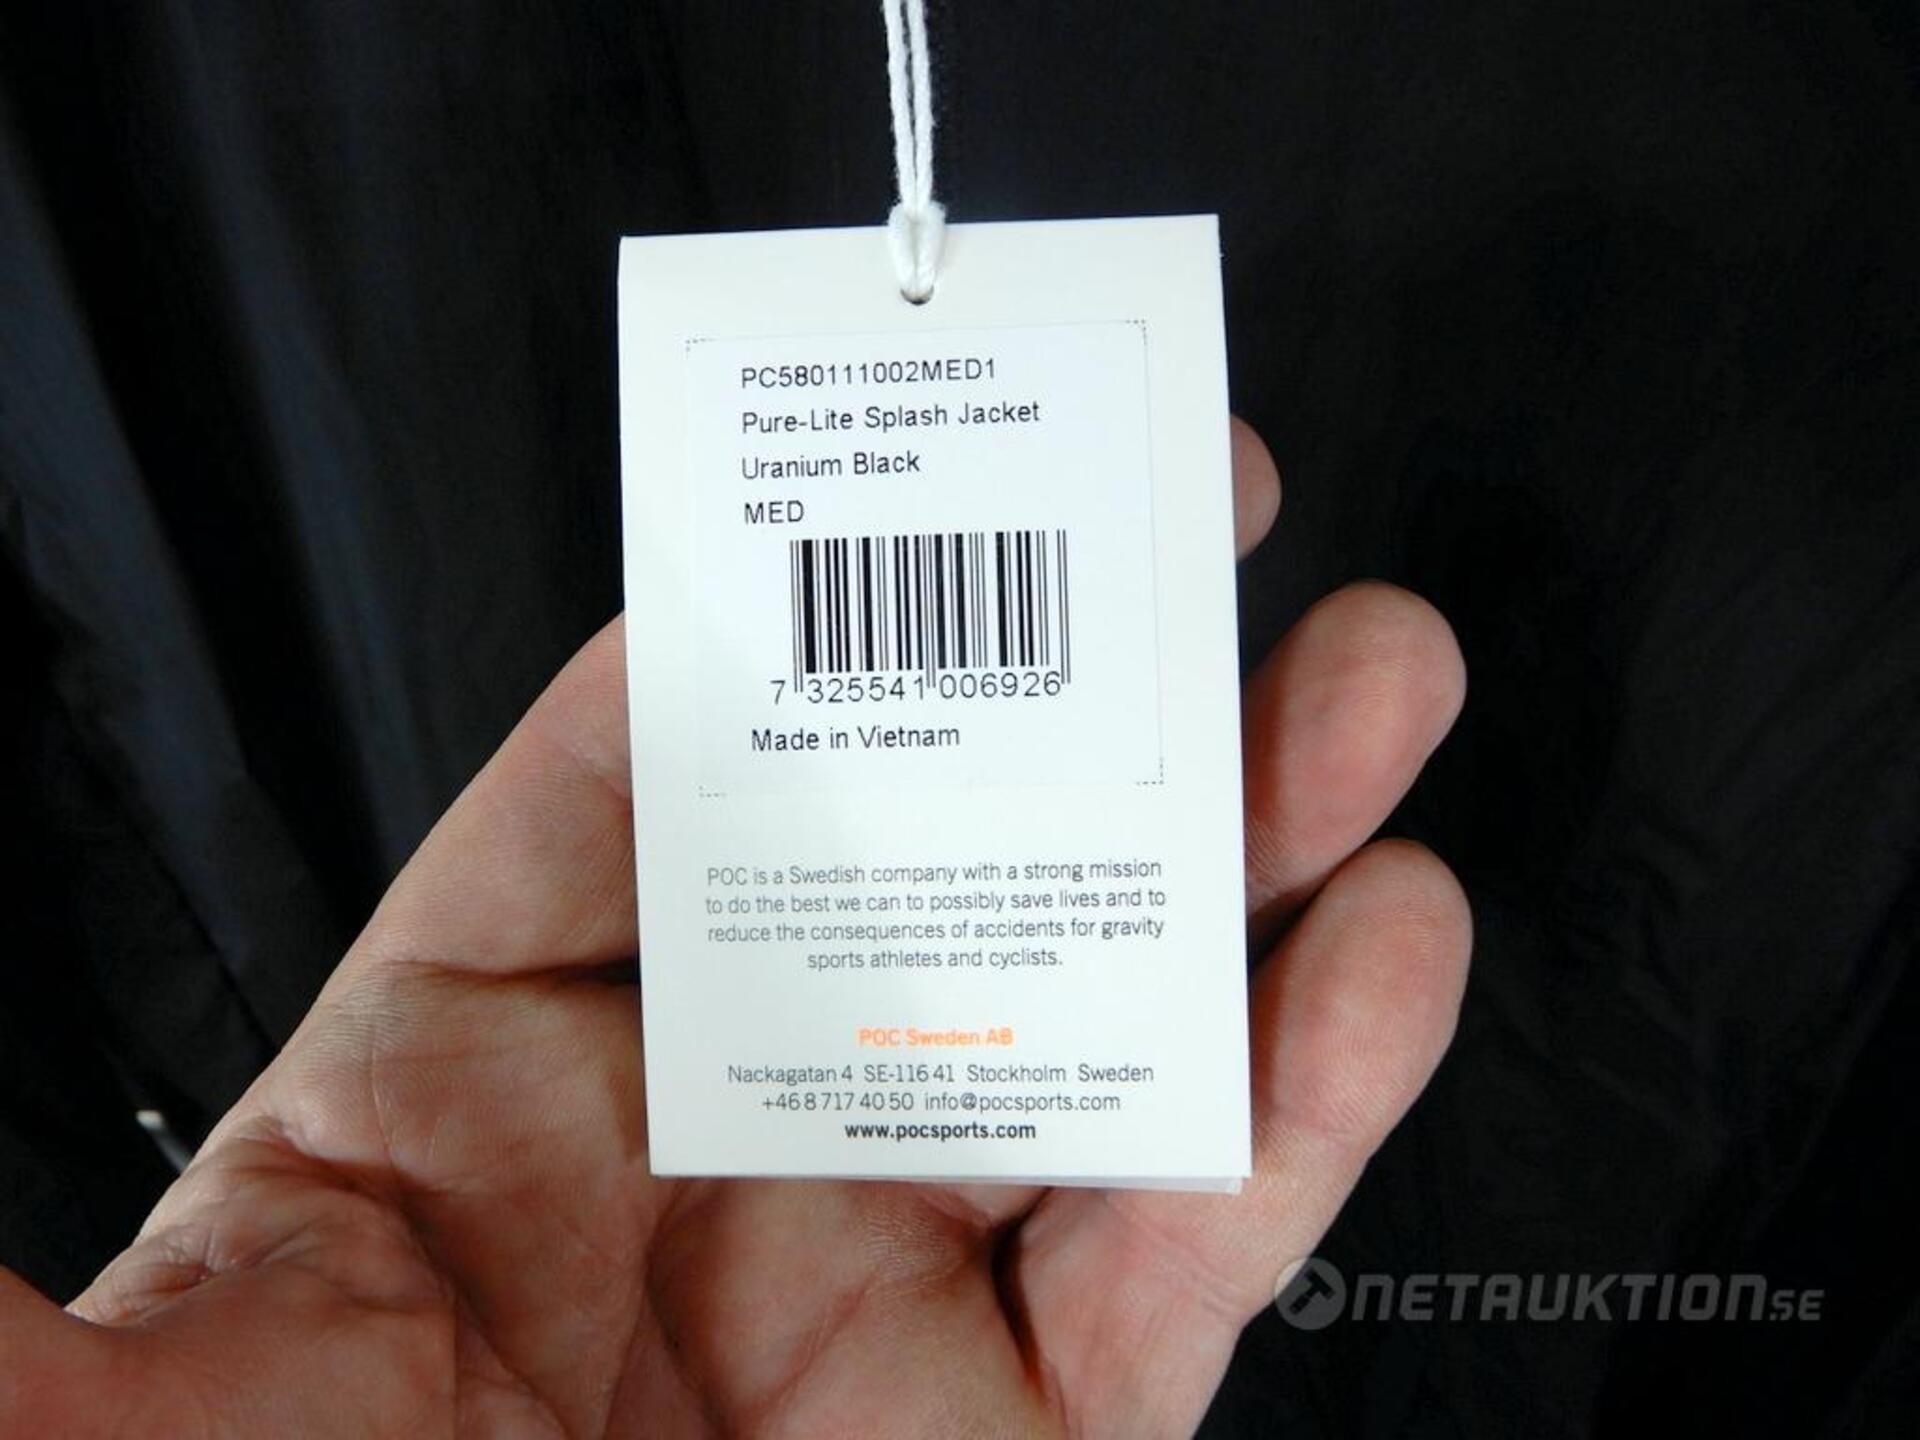 PC580111002MED1
Pure-Lite Splash Jacket
Uranium Black
MED
7 325541 006926
Made in Vietnam
POC is a Swedish company with a strong mission
to do the best we can to possibly save lives and to
reduce the consequences of accidents for gravity
sports athletes and cyclists.
POC Sweden AB
Nackagatan 4 SE-116 41 Stockholm Sweden
+46 8 717 40 50 info@pocsports.com
www.pocsports.com
NETAUKTION.SE